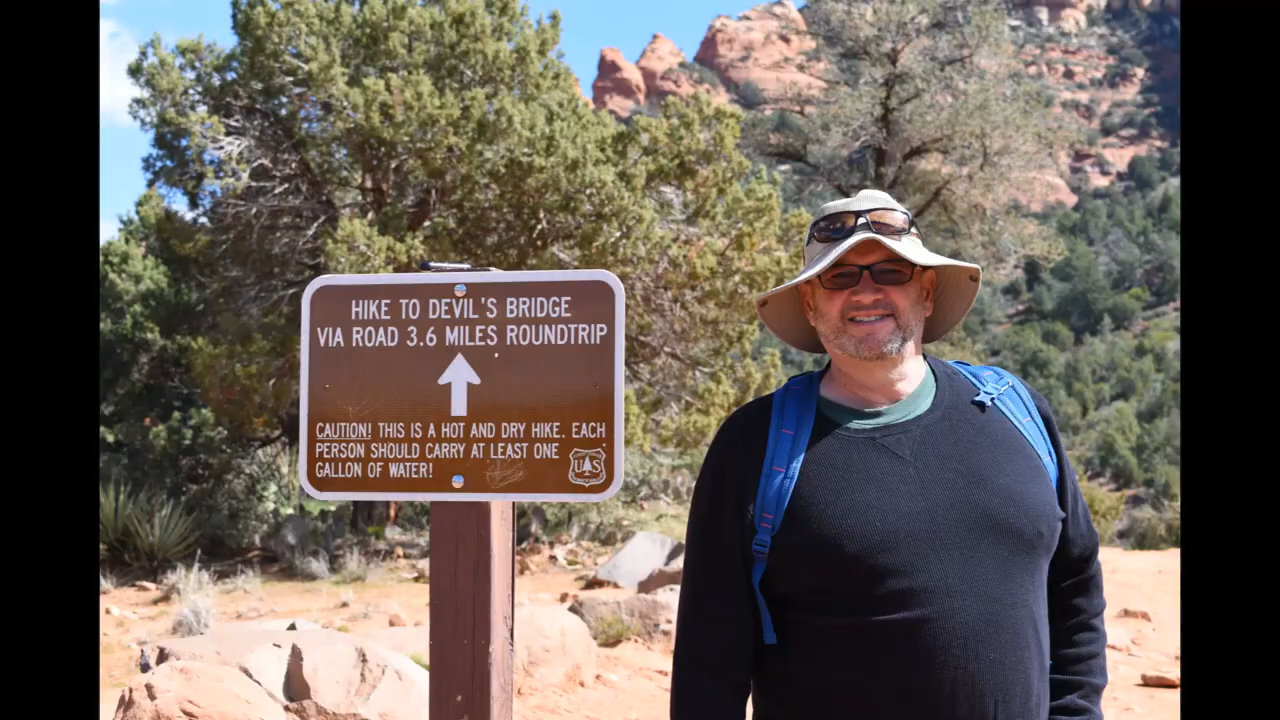 HIKE TO DEVIL'S BRIDGE
VIA ROAD 3.6 MILES ROUNDTRIP
CAUTION! THIS IS A HOT AND DRY HIKE. EACH
PERSON SHOULD CARRY AT LEAST ONE
GALLON OF WATER!
U S